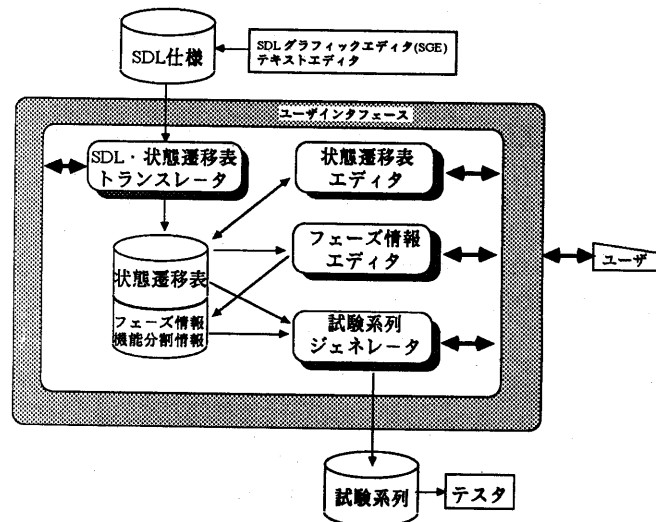 SDL仕様
SDLグラフィックエディタ(SGE)
テキストエディタ
ユーザインタフェース
SDL・状態遷移表
トランスレータ
状態遷移表
エディタ
状態遷移表
フェーズ情報
機能分割情報
フェーズ情報
エディタ
試験系列
ジェネレータ
ユーザ
試験系列
テスタ